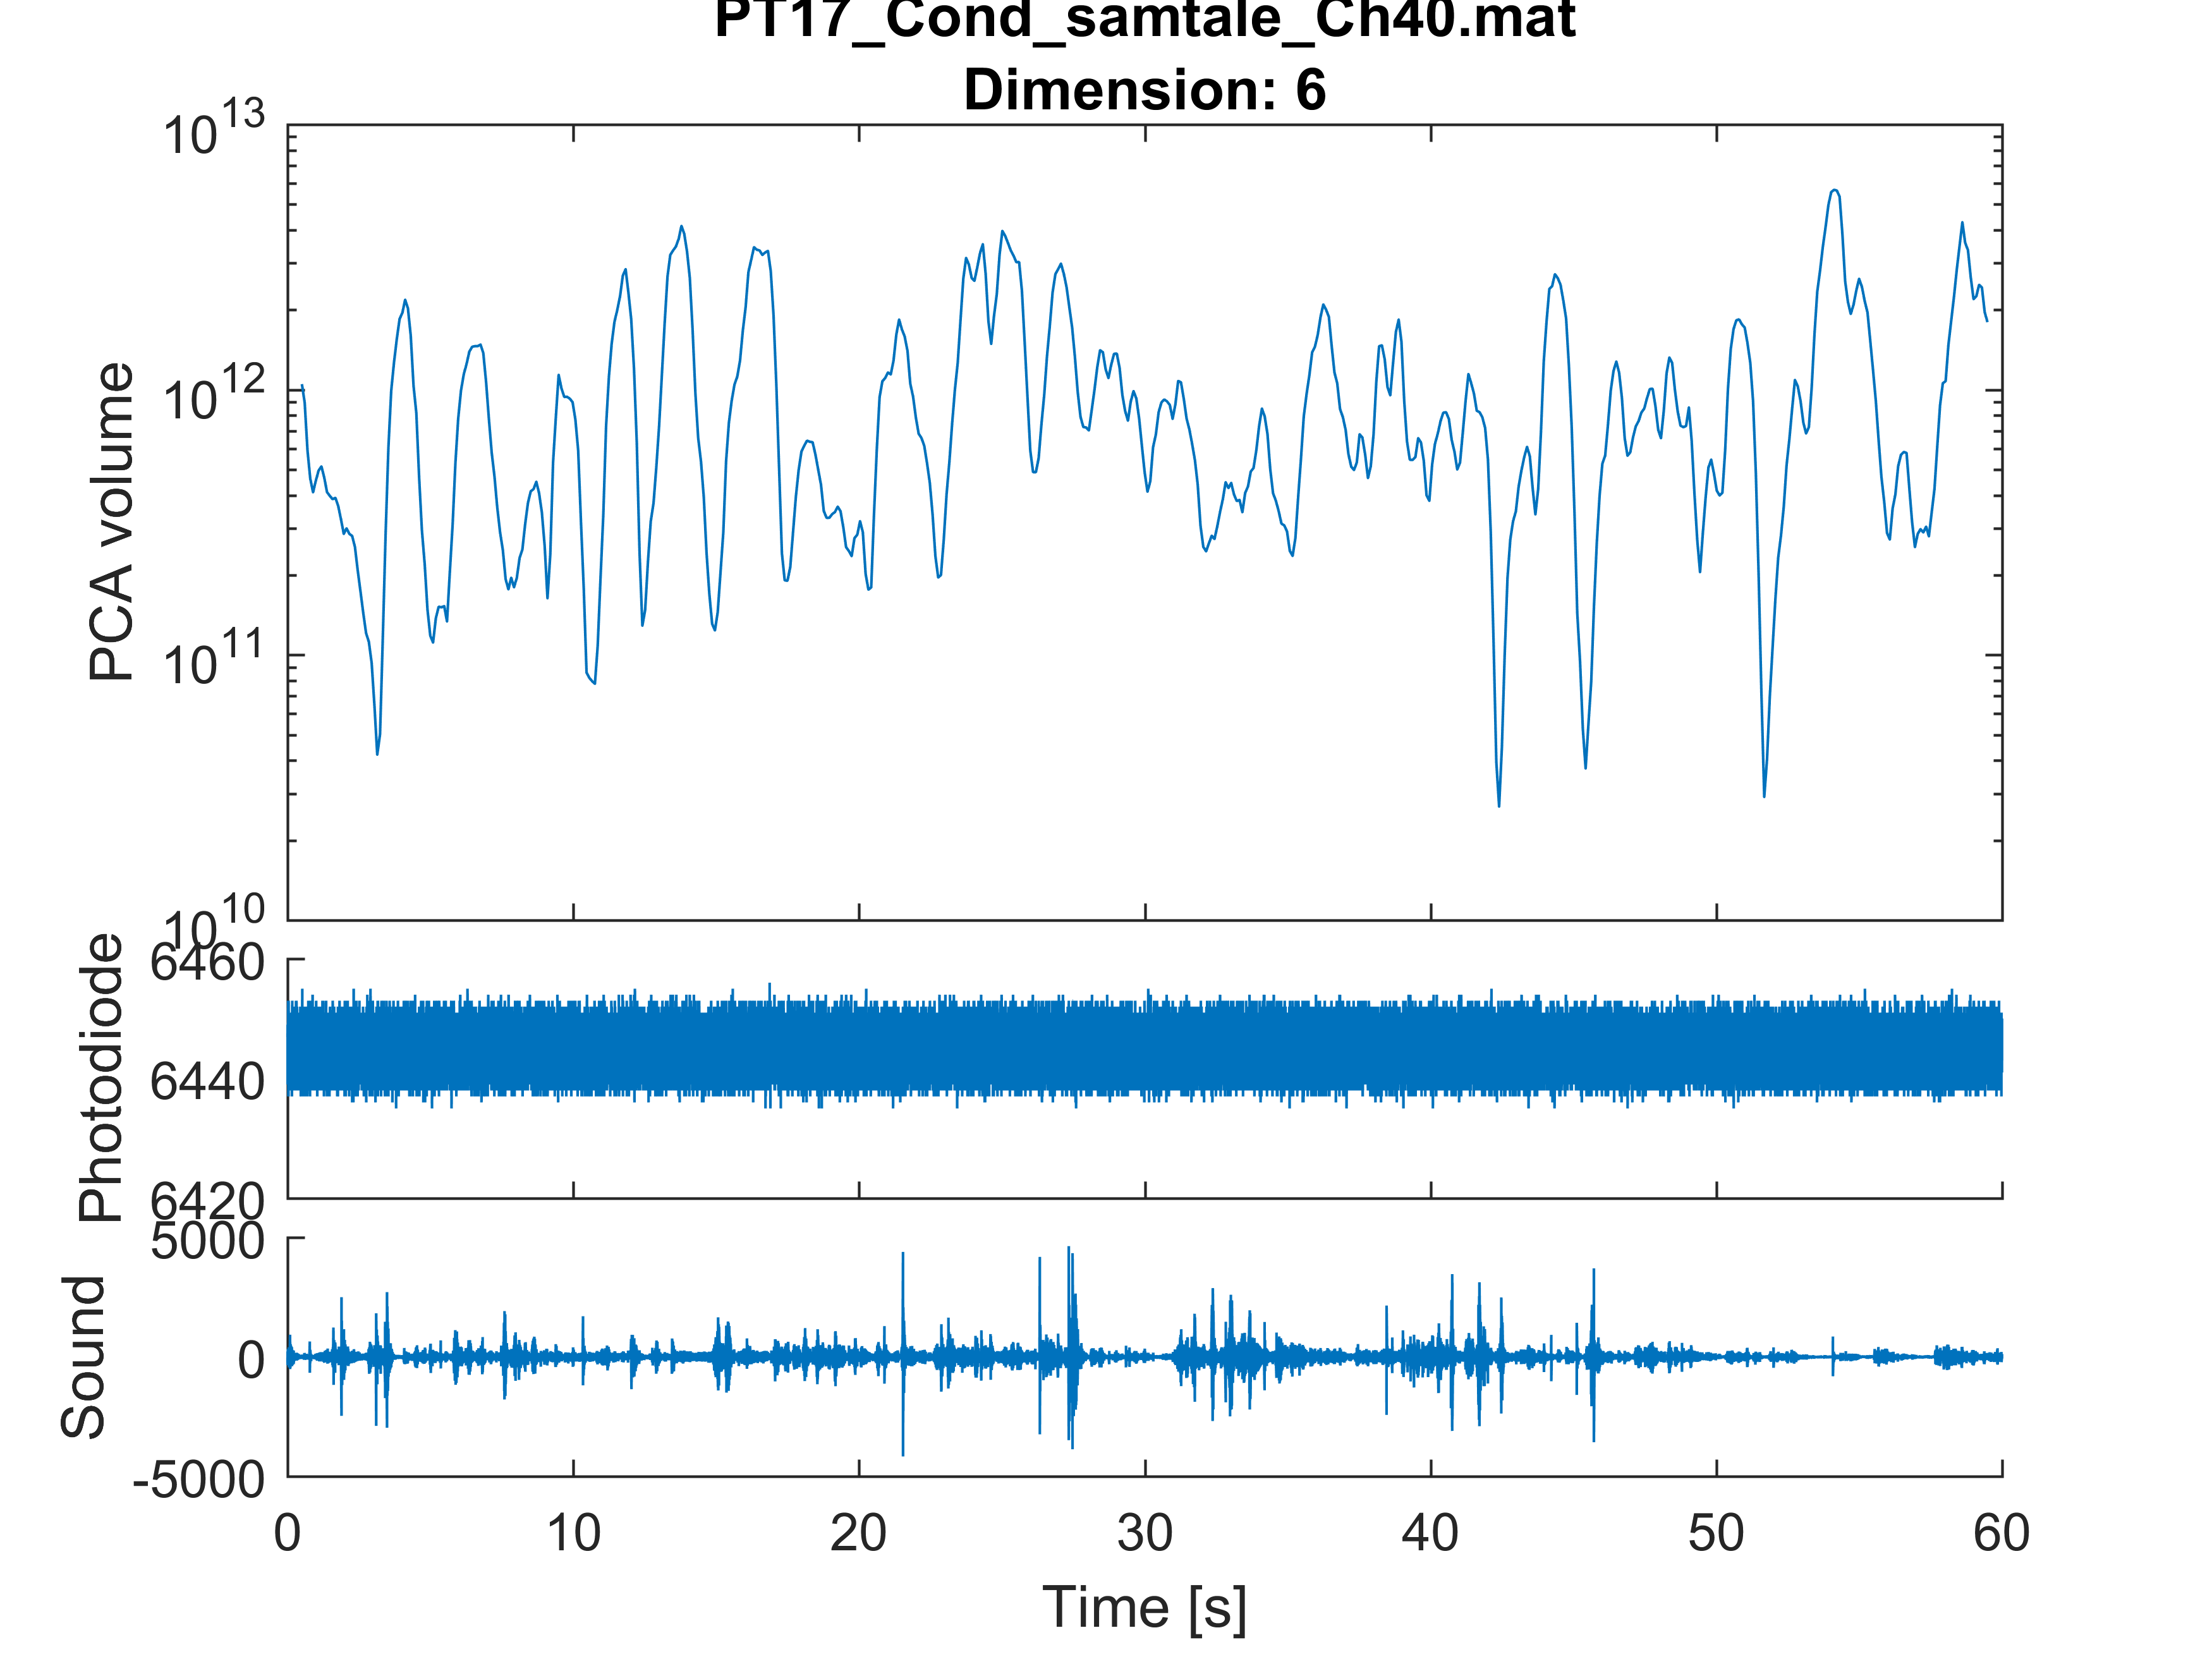 PT17_Cond_samtale_Ch40.mat
Dimension: 6
10^13
10^12
10^11
10^10
PCA volume
6460
6440
6420
Photodiode
5000
0
-5000
Sound
0 10 20 30 40 50 60
Time [s]